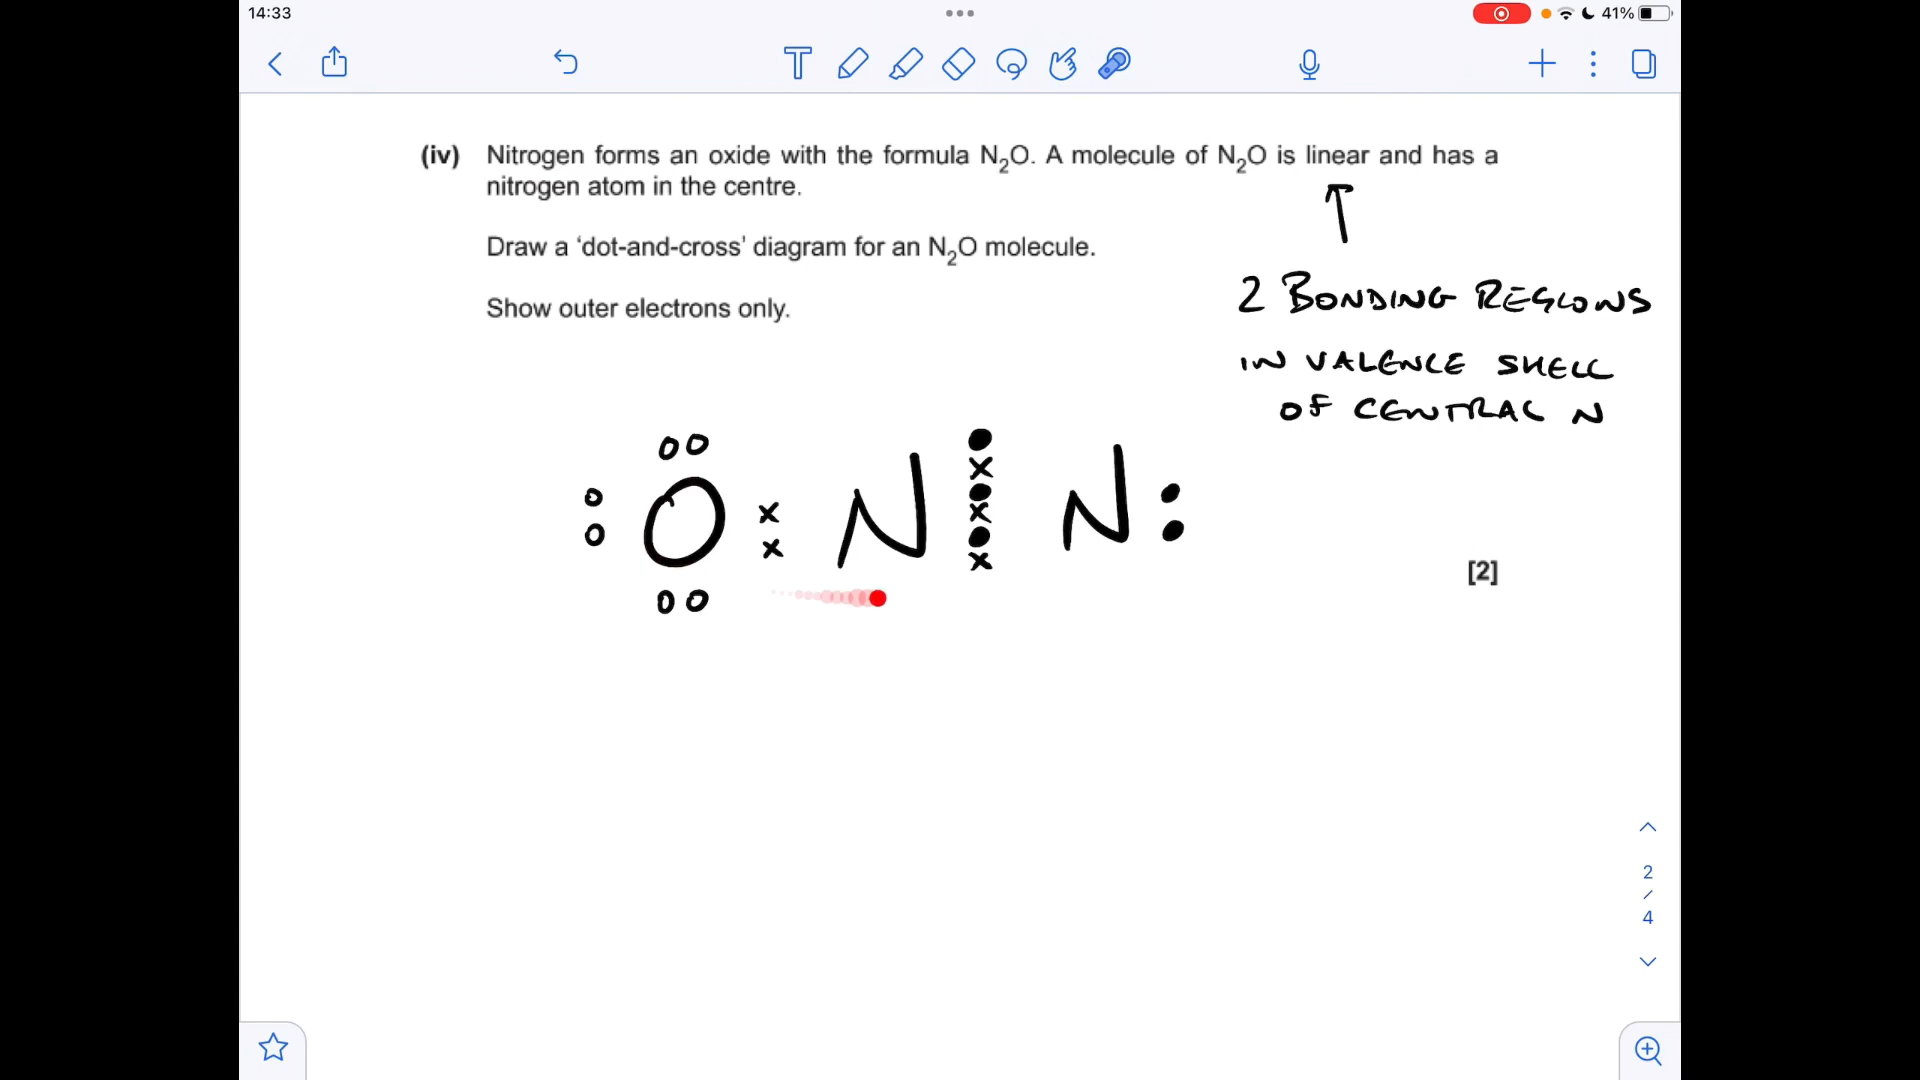 14:33
41%
(iv) Nitrogen forms an oxide with the formula N₂O. A molecule of N₂O is linear and has a
nitrogen atom in the centre.
Draw a ‘dot-and-cross’ diagram for an N₂O molecule.
Show outer electrons only.
2 BONDING REGIONS
IN VALENCE SHELL
OF CENTRAL N
O N N
[2]
2
/
4